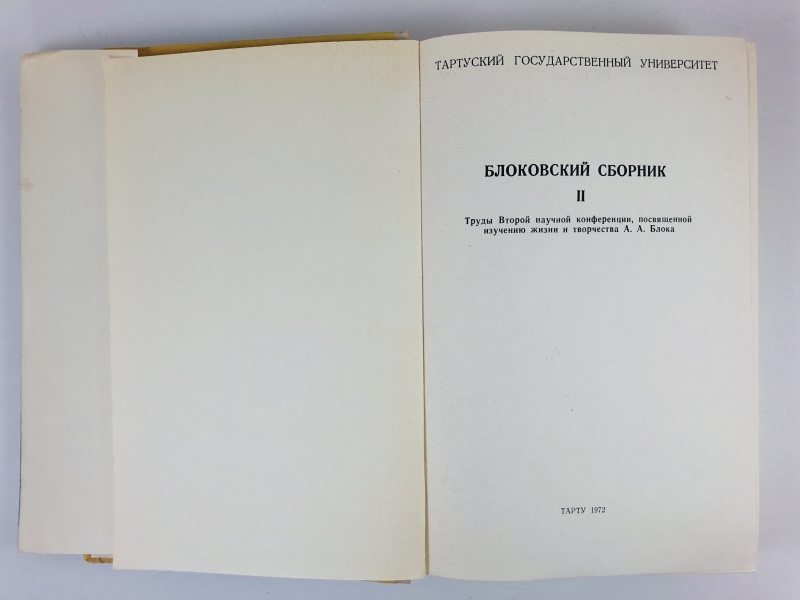 ТАРТУСКИЙ ГОСУДАРСТВЕННЫЙ УНИВЕРСИТЕТ
БЛОКОВСКИЙ СБОРНИК
II
Труды Второй научной конференции, посвященной
изучению жизни и творчества А. А. Блока
ТАРТУ 1972